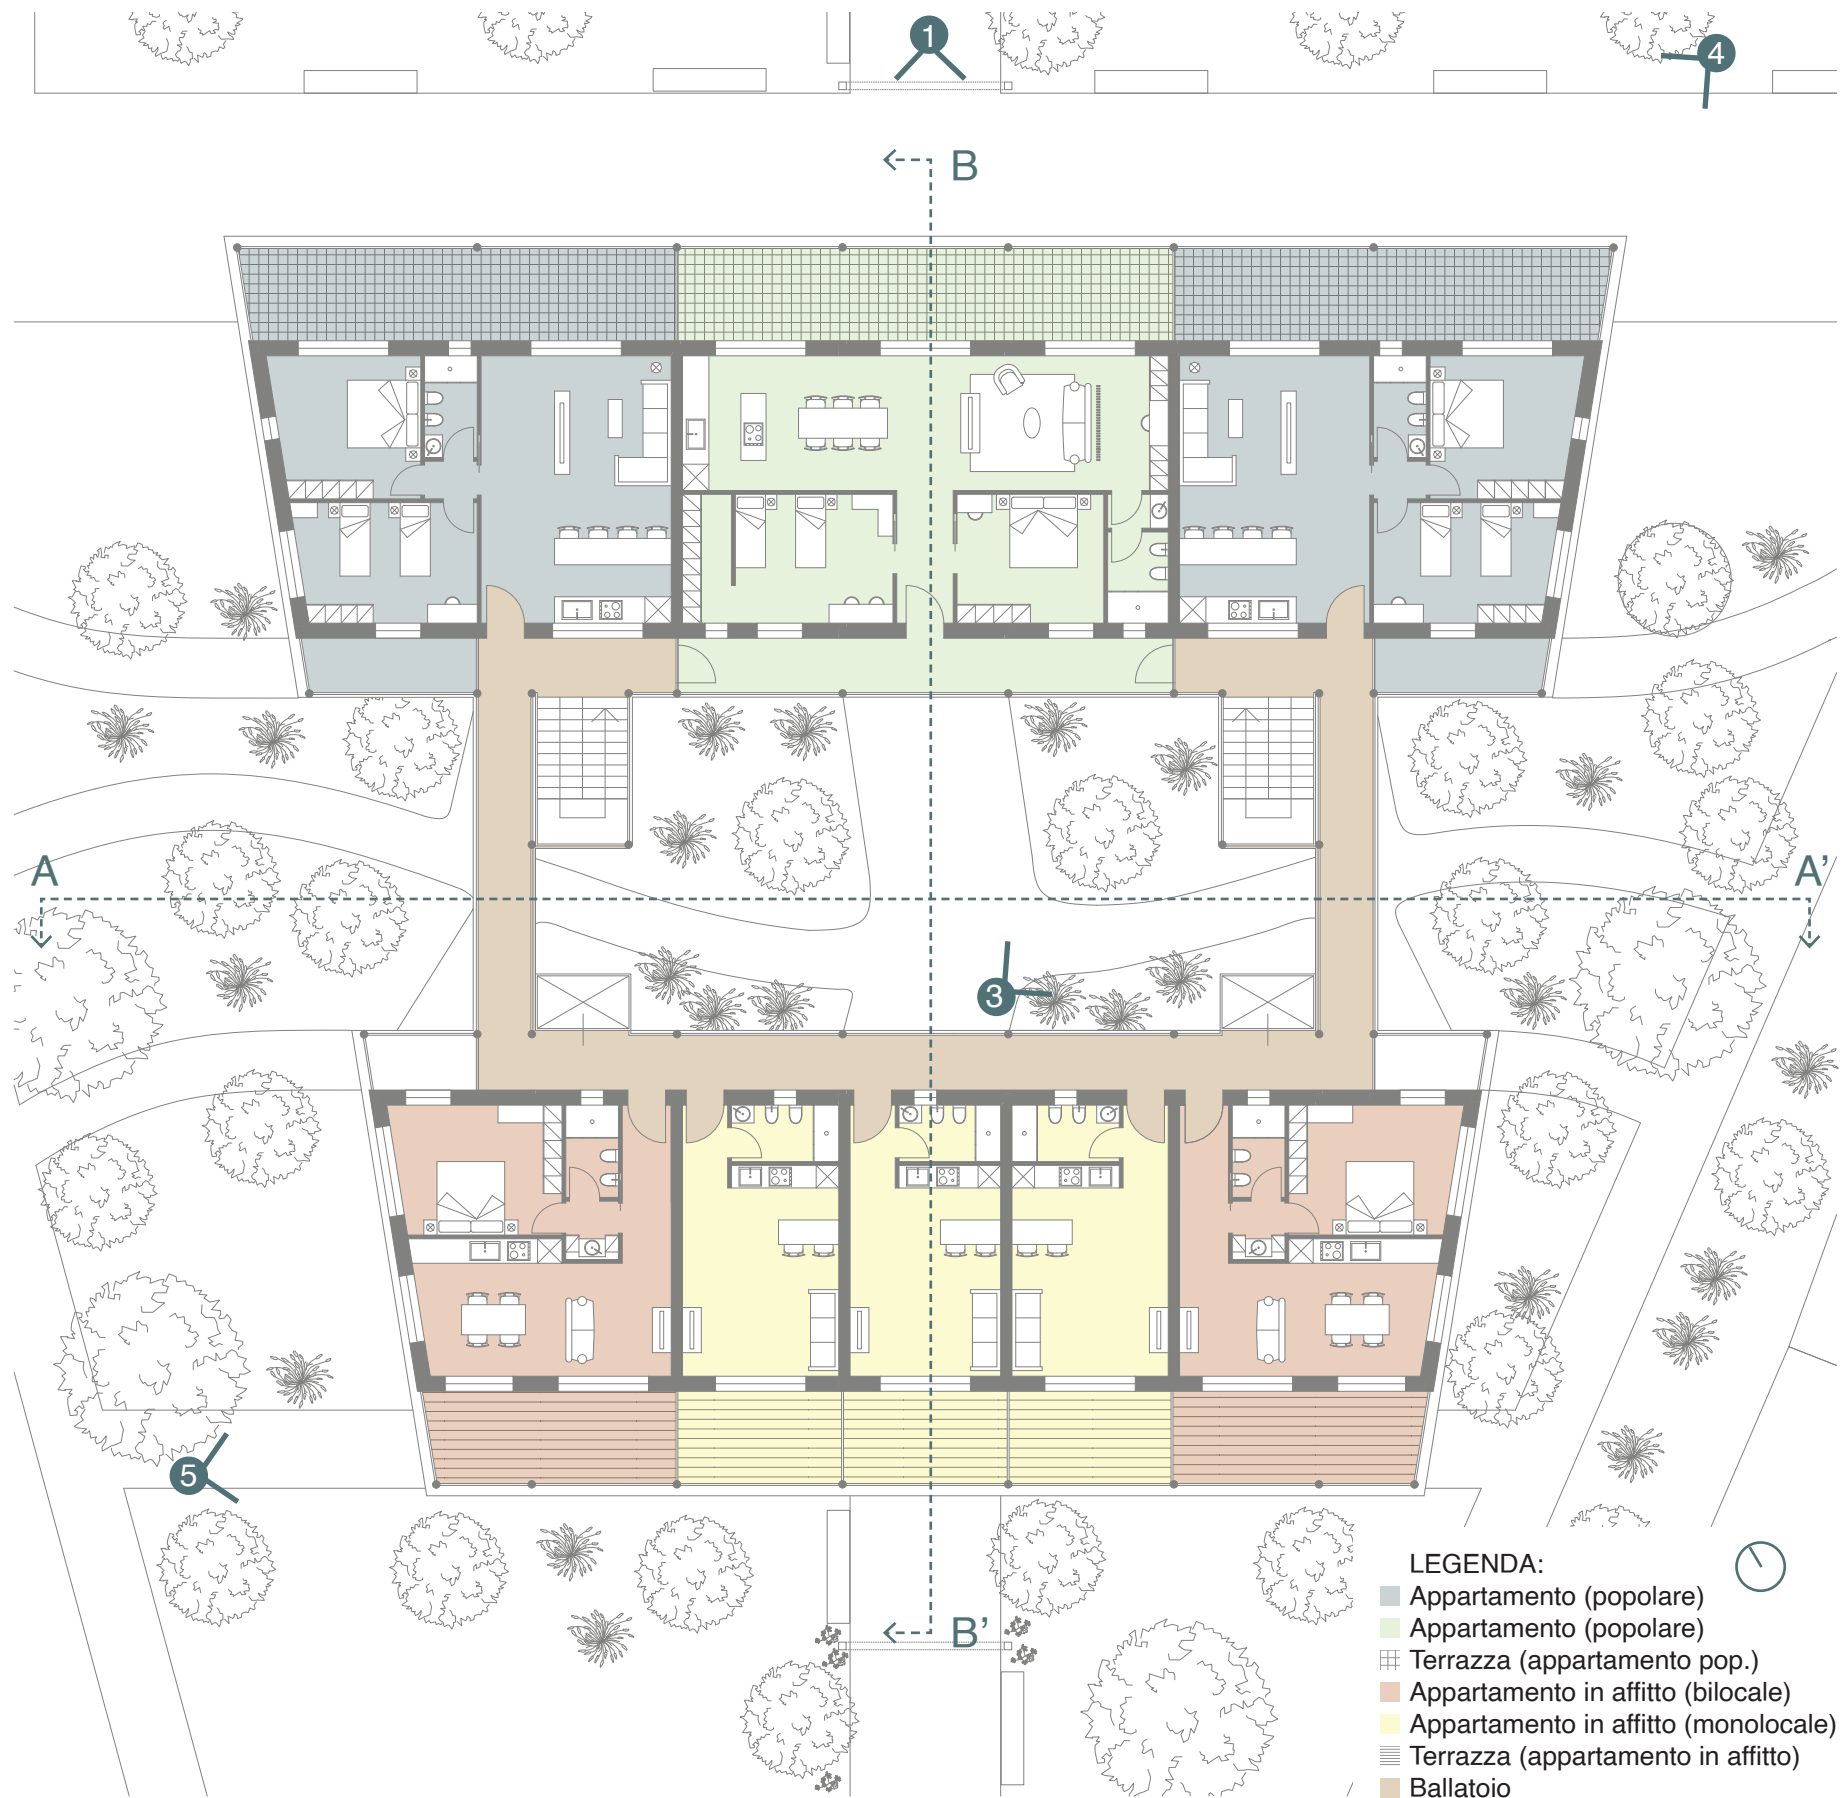 1
4
B
A
A'
3
5
B'
LEGENDA:
Appartamento (popolare)
Appartamento (popolare)
Terrazza (appartamento pop.)
Appartamento in affitto (bilocale)
Appartamento in affitto (monolocale)
Terrazza (appartamento in affitto)
Ballatoio